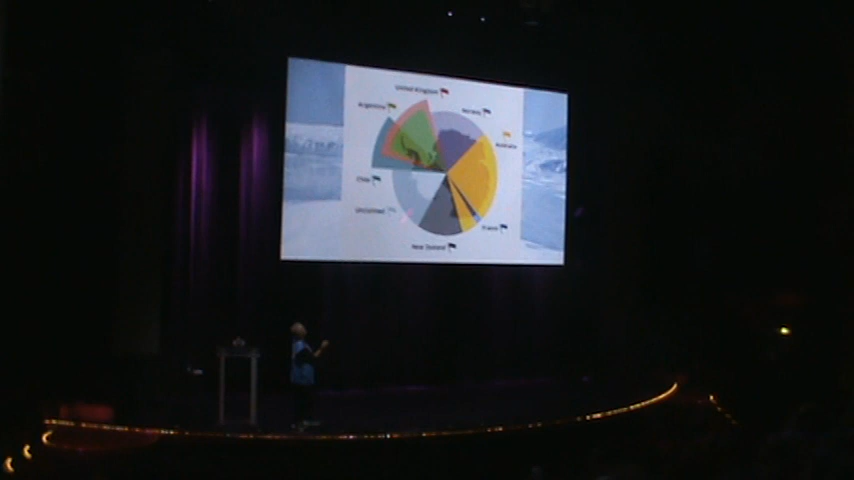 United Kingdom
Argentina
Norway
Australia
Chile
Unclaimed
France
New Zealand